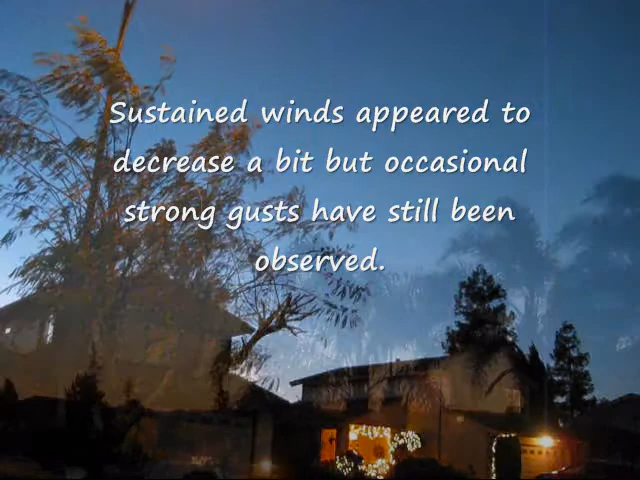 Sustained winds appeared to
decrease a bit but occasional
strong gusts have still been
observed.